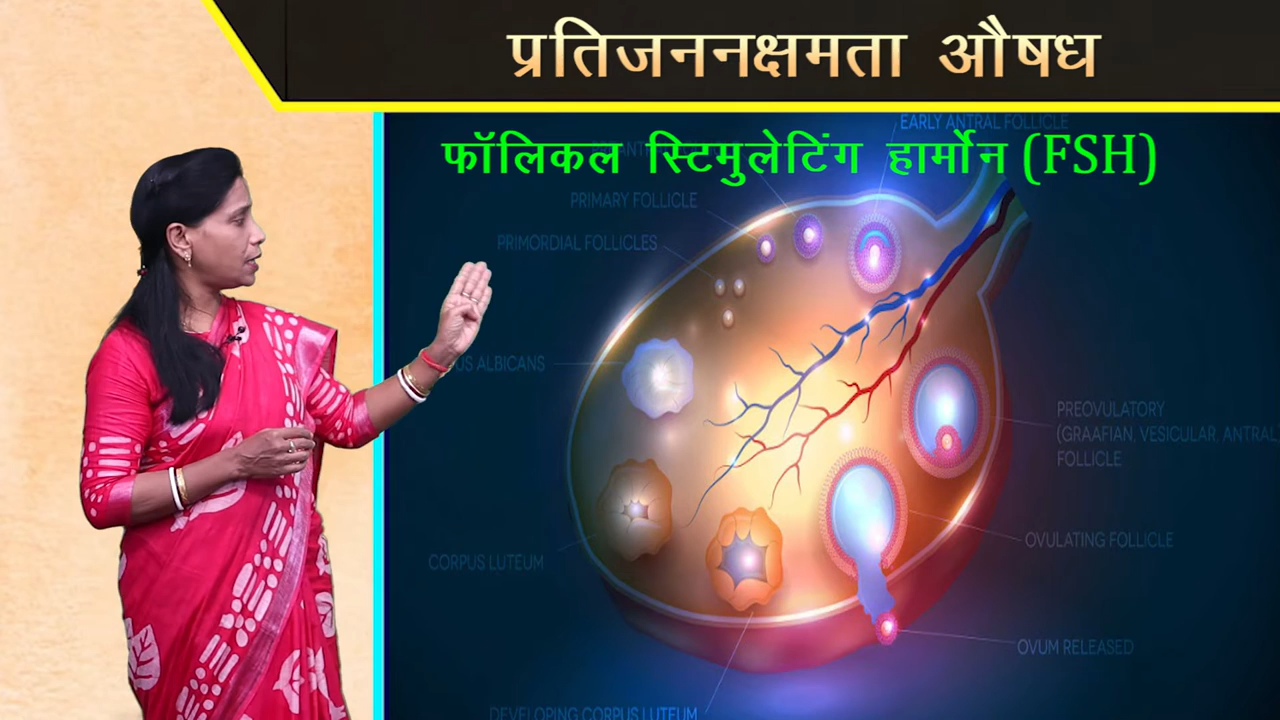 प्रतिजननक्षमता औषध
EARLY ANTRAL FOLLICLE
फॉलिकल स्टिमुलेटिंग हार्मोन (FSH)
PRIMARY FOLLICLE
PRIMORDIAL FOLLICLES
ALBICANS
PREOVULATORY
(GRAAFIAN, VESICULAR, ANTRAL
FOLLICLE
OVULATING FOLLICLE
CORPUS LUTEUM
OVUM RELEASED
DEVELOPING CORPUS LUTEUM